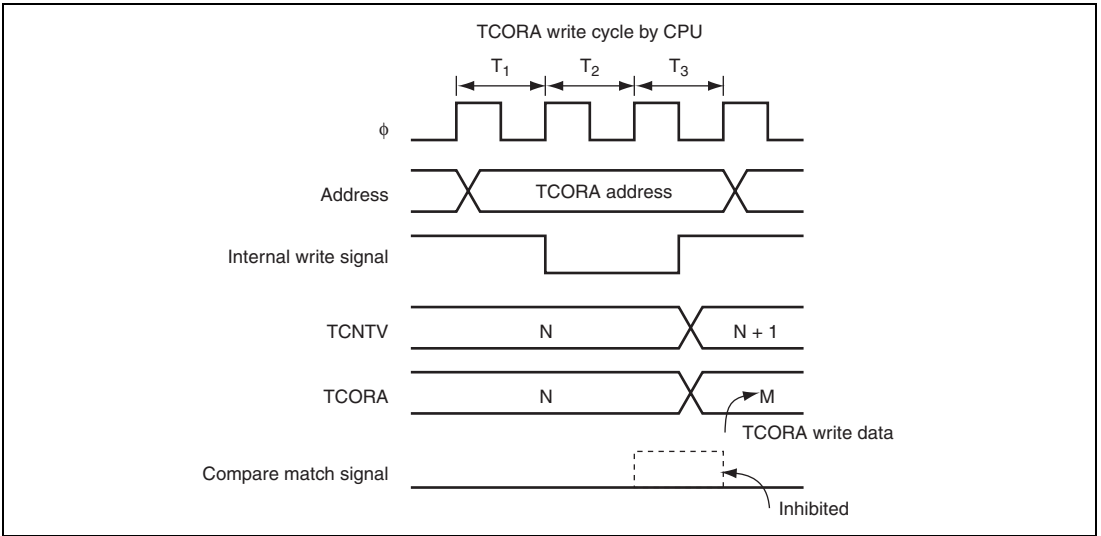 TCORA write cycle by CPU
T1 T2 T3
ϕ
Address TCORA address
Internal write signal
TCNTV N N + 1
TCORA N M
TCORA write data
Compare match signal
Inhibited